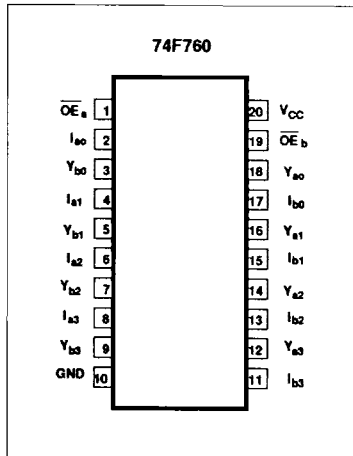 74F760
OEa 1
Iao 2
Yb0 3
Ia1 4
Yb1 5
Ia2 6
Yb2 7
Ia3 8
Yb3 9
GND 10
20 VCC
19 OEb
18 Yao
17 Ib0
16 Ya1
15 Ib1
14 Ya2
13 Ib2
12 Ya3
11 Ib3